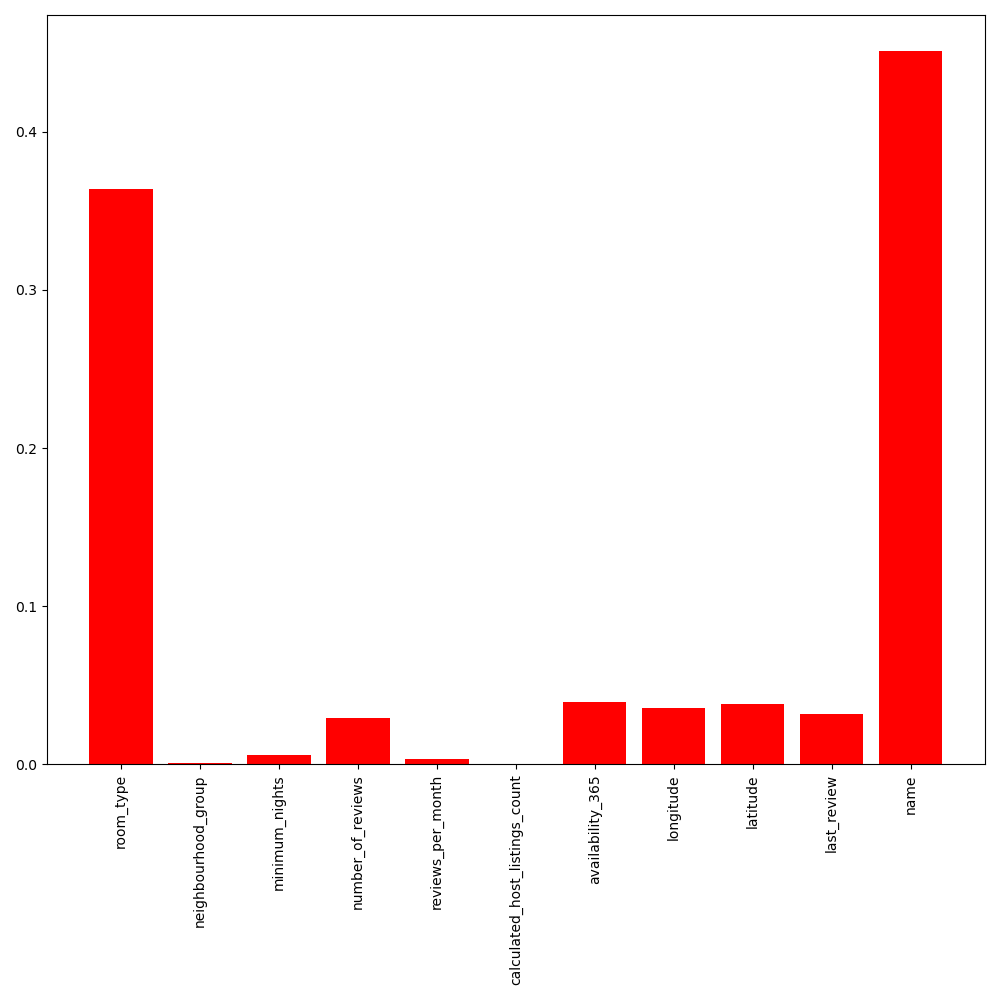 0.4
0.3
0.2
0.1
0.0
room_type
neighbourhood_group
minimum_nights
number_of_reviews
reviews_per_month
calculated_host_listings_count
availability_365
longitude
latitude
last_review
name